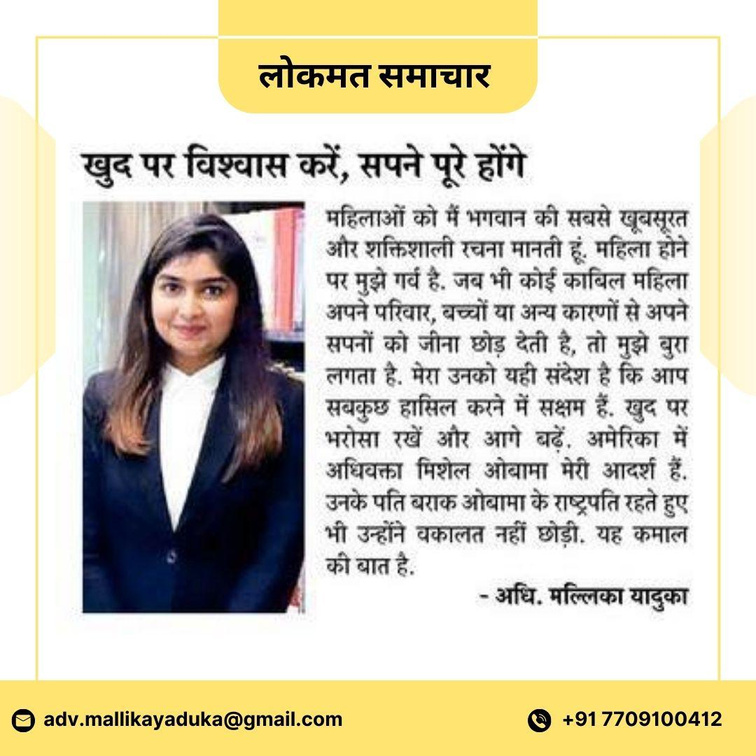 लोकमत समाचार
खुद पर विश्वास करें, सपने पूरे होंगे
महिलाओं को मैं भगवान की सबसे खूबसूरत
और शक्तिशाली रचना मानती हूं. महिला होने
पर मुझे गर्व है. जब भी कोई काबिल महिला
अपने परिवार, बच्चों या अन्य कारणों से अपने
सपनों को जीना छोड़ देती है, तो मुझे बुरा
लगता है. मेरा उनको यही संदेश है कि आप
सबकुछ हासिल करने में सक्षम हैं. खुद पर
भरोसा रखें और आगे बढ़ें. अमेरिका में
अधिवक्ता मिशेल ओबामा मेरी आदर्श हैं.
उनके पति बराक ओबामा के राष्ट्रपति रहते हुए
भी उन्होंने वकालत नहीं छोड़ी. यह कमाल
की बात है.
- अधि. मल्लिका यादुका
adv.mallikayaduka@gmail.com
+91 7709100412